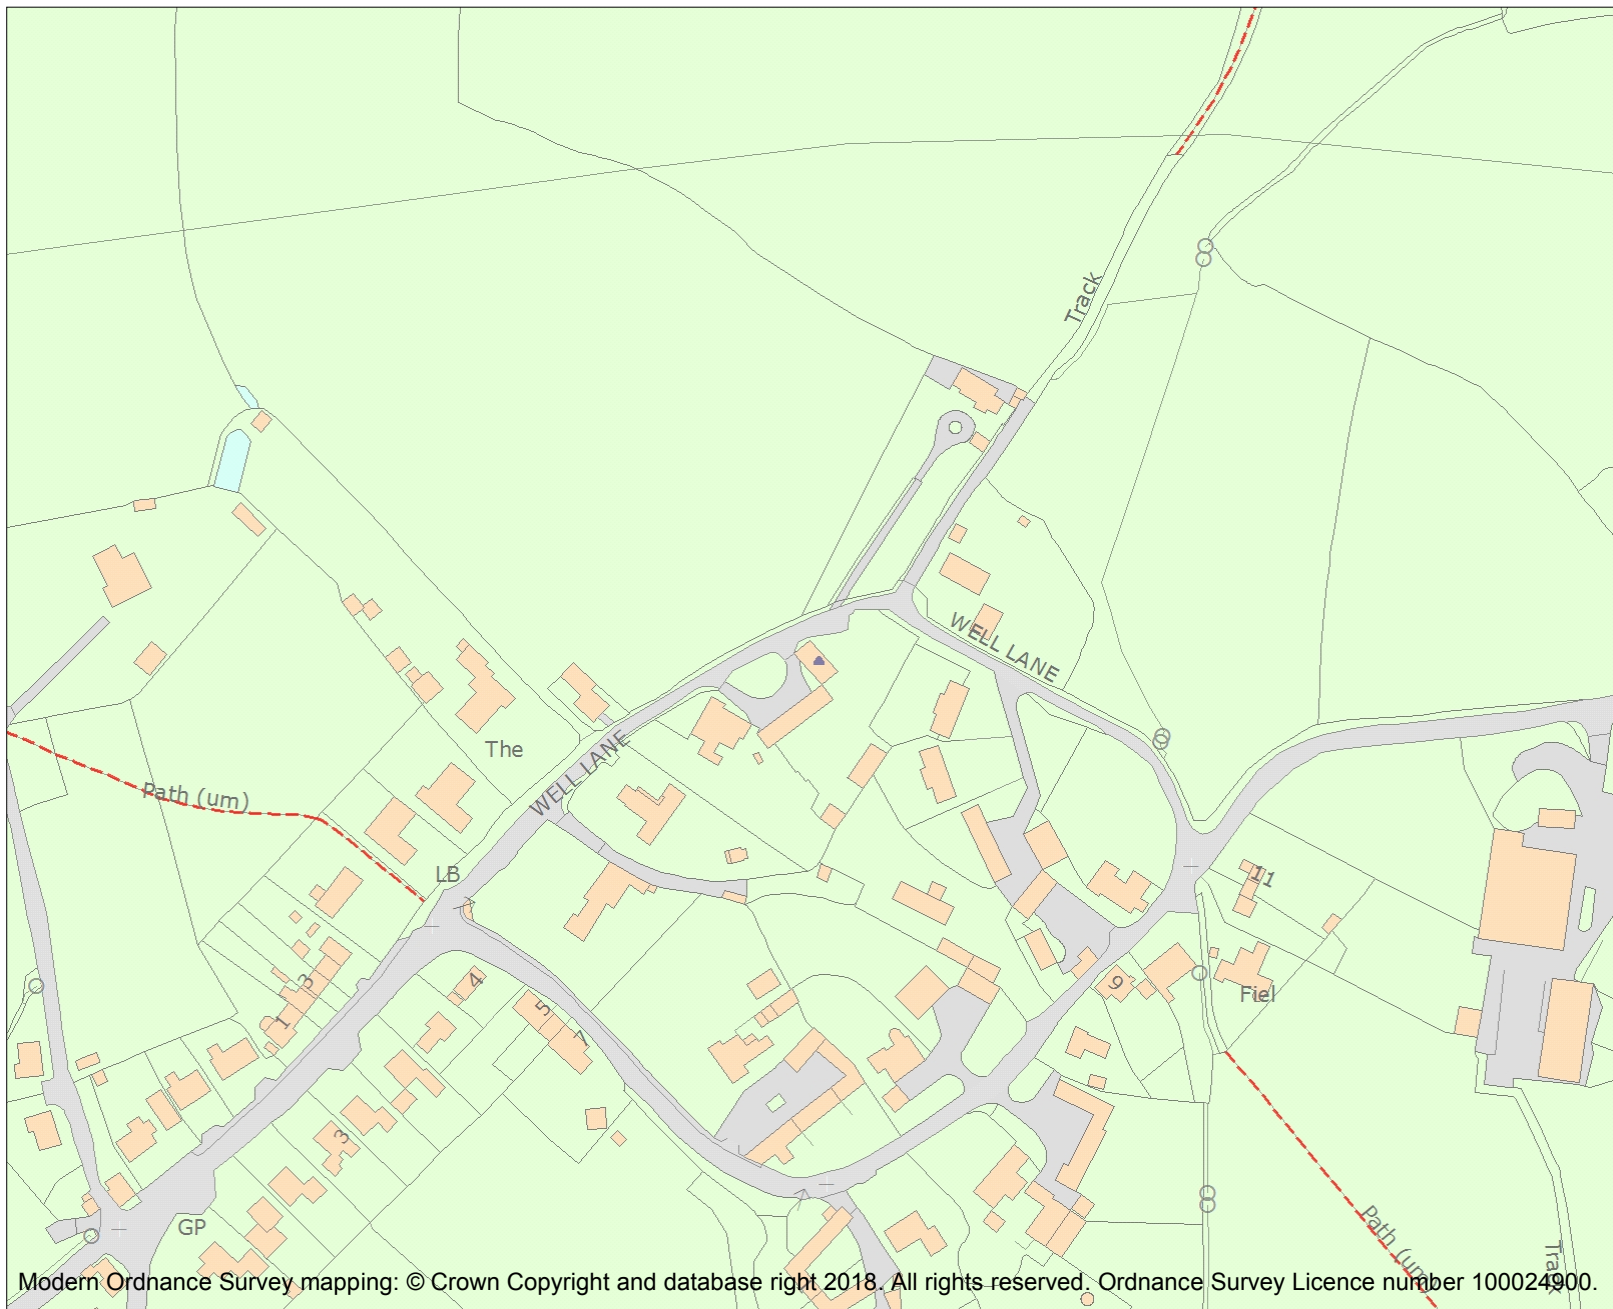 Track
WELL LANE
The
WELL LANE
Path (um)
LB
11
3
4
9
Fiel
1
5
7
3
GP
Path (um)
Track
Modern Ordnance Survey mapping: © Crown Copyright and database right 2018. All rights reserved. Ordnance Survey Licence number 100024900.